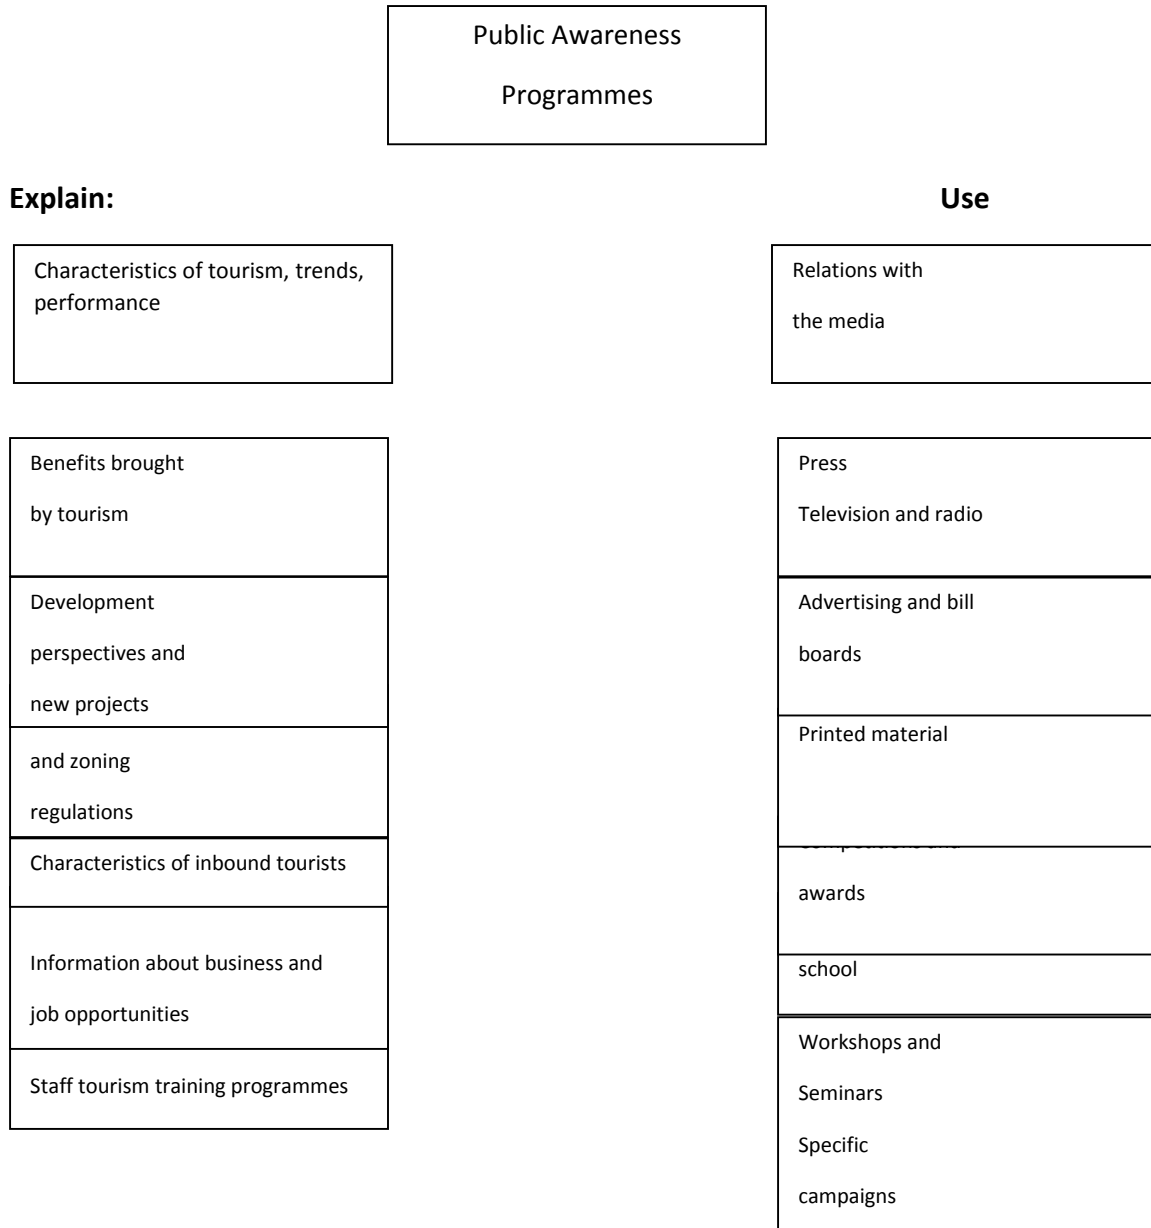 Public Awareness
Programmes
Explain:
Use
Characteristics of tourism, trends,
performance
Relations with
the media
Benefits brought
by tourism
Press
Television and radio
Development
perspectives and
new projects
Advertising and bill
boards
and zoning
regulations
Printed material
Characteristics of inbound tourists
awards
Information about business and
job opportunities
school
Staff tourism training programmes
Workshops and
Seminars
Specific
campaigns